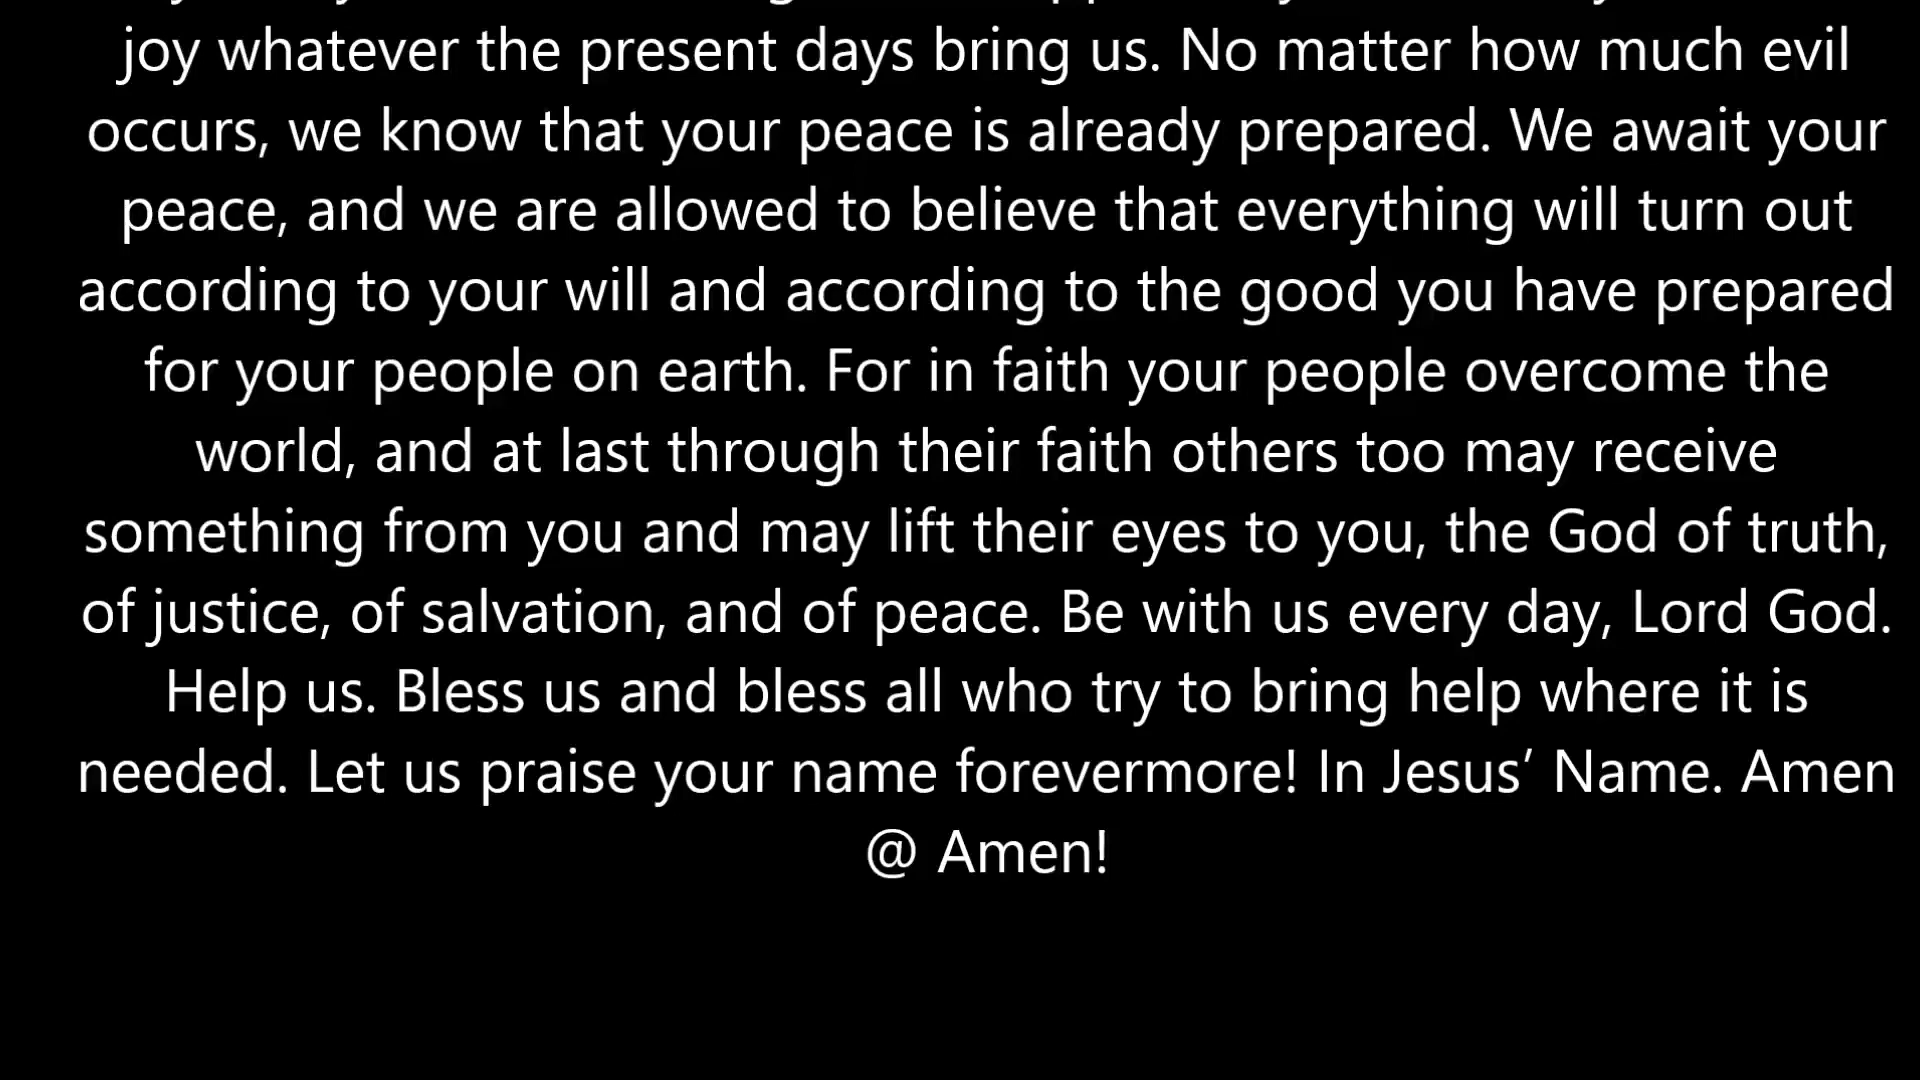 joy whatever the present days bring us. No matter how much evil
occurs, we know that your peace is already prepared. We await your
peace, and we are allowed to believe that everything will turn out
according to your will and according to the good you have prepared
for your people on earth. For in faith your people overcome the
world, and at last through their faith others too may receive
something from you and may lift their eyes to you, the God of truth,
of justice, of salvation, and of peace. Be with us every day, Lord God.
Help us. Bless us and bless all who try to bring help where it is
needed. Let us praise your name forevermore! In Jesus’ Name. Amen
@ Amen!